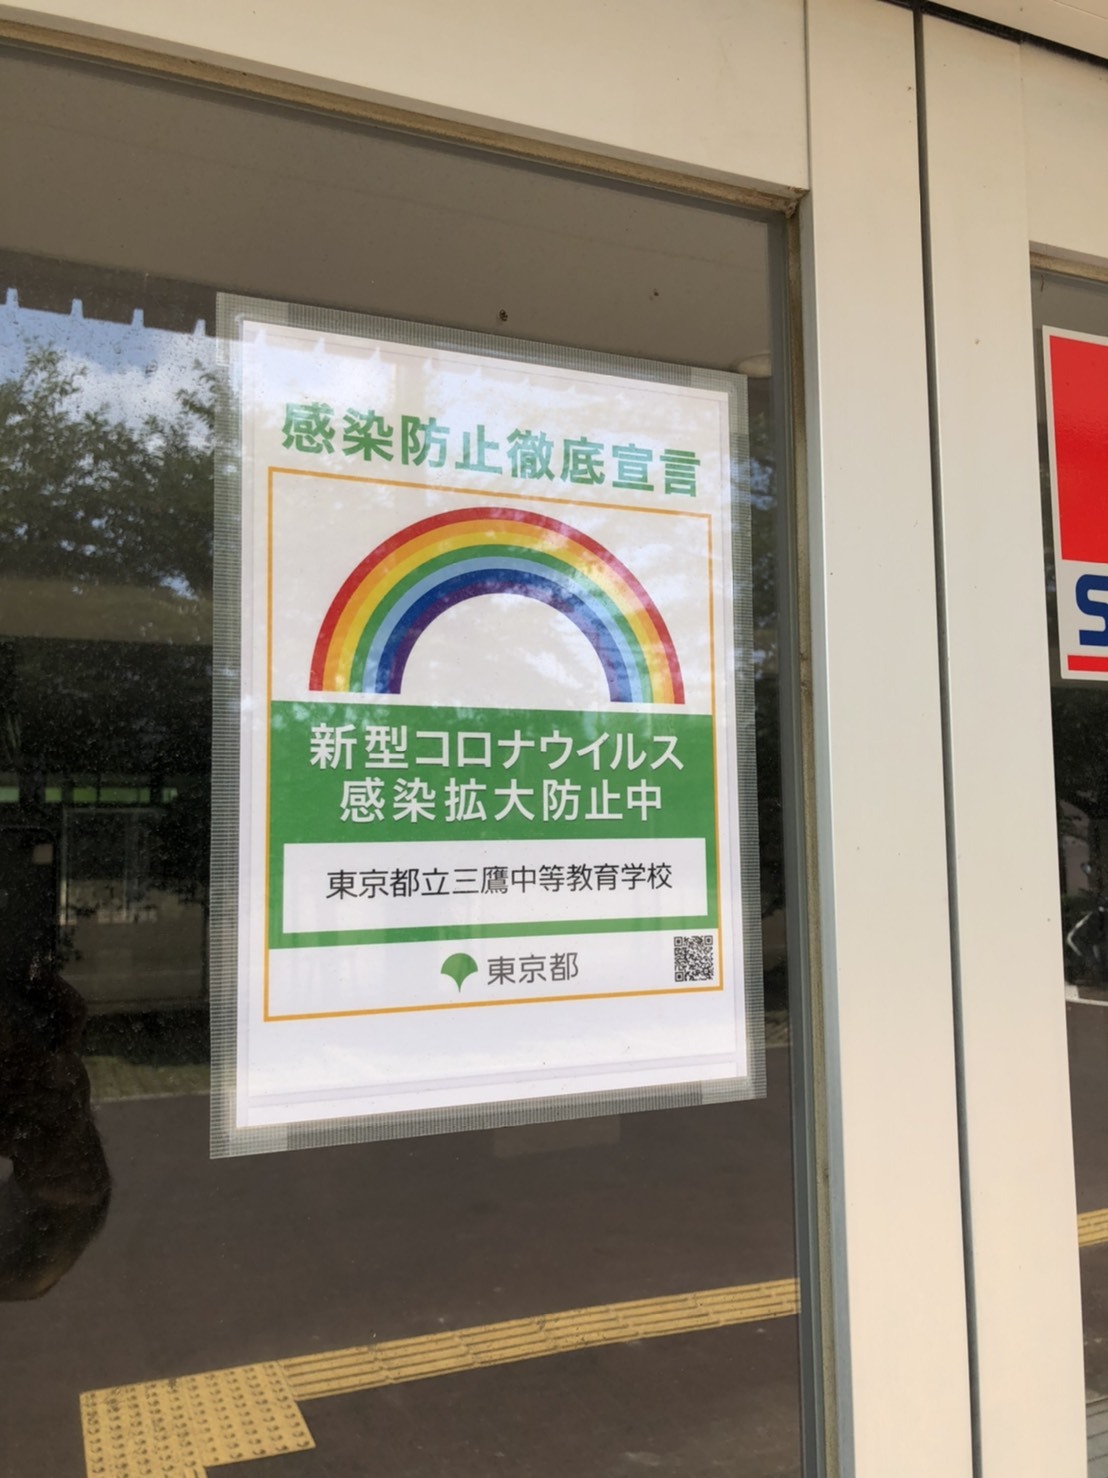 感染防止徹底宣言
新型コロナウイルス
感染拡大防止中
東京都立三鷹中等教育学校
東京都
S